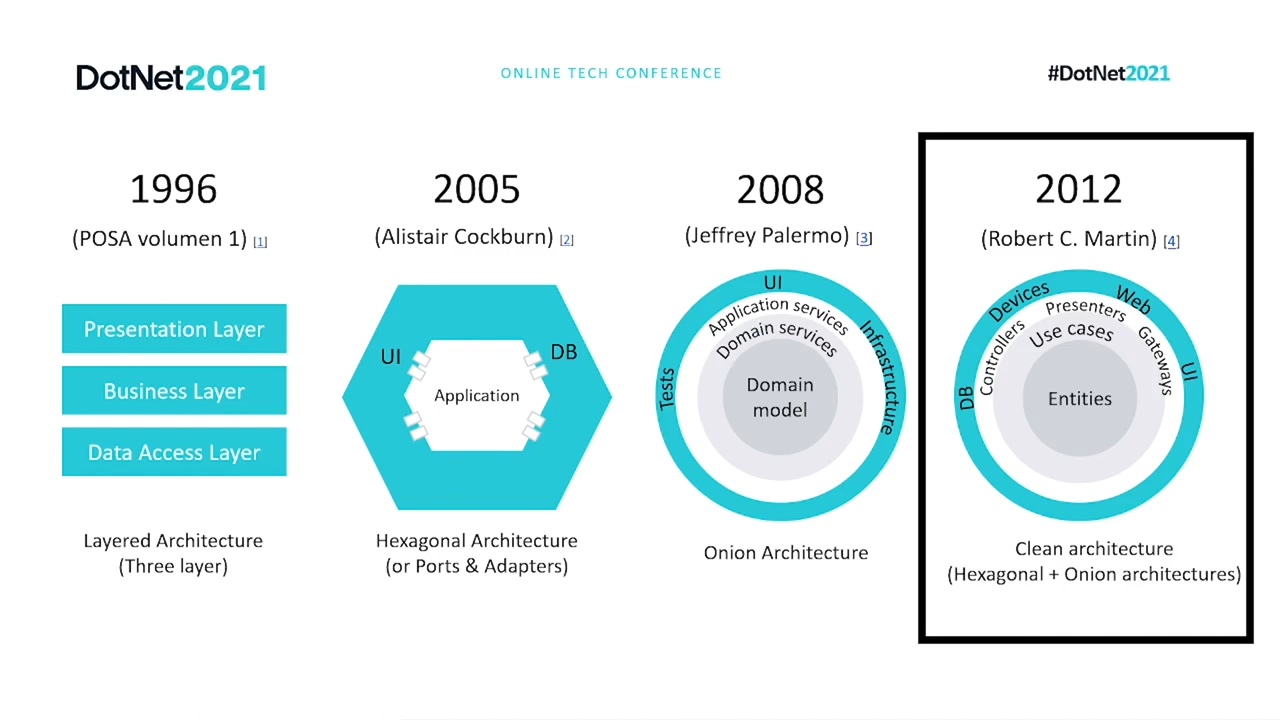 DotNet2021
ONLINE TECH CONFERENCE
#DotNet2021
1996
(POSA volumen 1) [1]
Presentation Layer
Business Layer
Data Access Layer
Layered Architecture
(Three layer)
2005
(Alistair Cockburn) [2]
UI
DB
Application
Hexagonal Architecture
(or Ports & Adapters)
2008
(Jeffrey Palermo) [3]
UI
Application services
Domain services
Infrastructure
Tests
Domain
model
Onion Architecture
2012
(Robert C. Martin) [4]
Devices
Web
Presenters
Controllers
Use cases
Gateways
UI
DB
Entities
Clean architecture
(Hexagonal + Onion architectures)